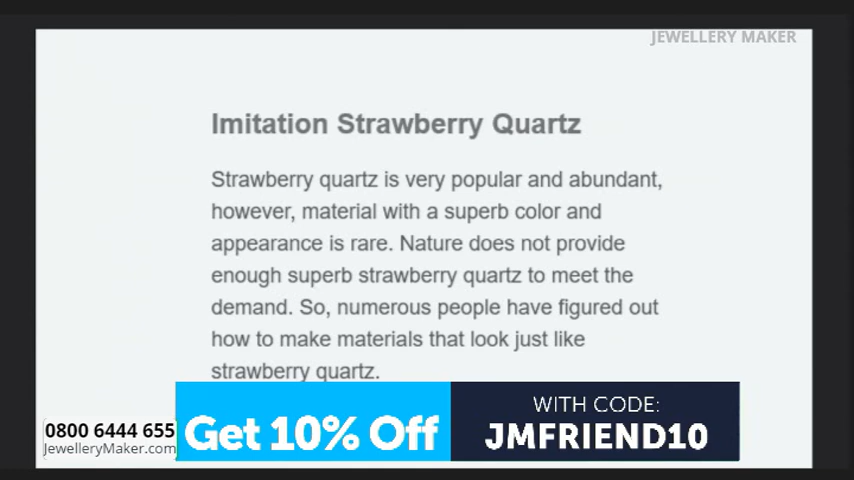 JEWELLERY MAKER
Imitation Strawberry Quartz
Strawberry quartz is very popular and abundant,
however, material with a superb color and
appearance is rare. Nature does not provide
enough superb strawberry quartz to meet the
demand. So, numerous people have figured out
how to make materials that look just like
strawberry quartz.
0800 6444 655
JewelleryMaker.com
Get 10% Off
WITH CODE:
JMFRIEND10